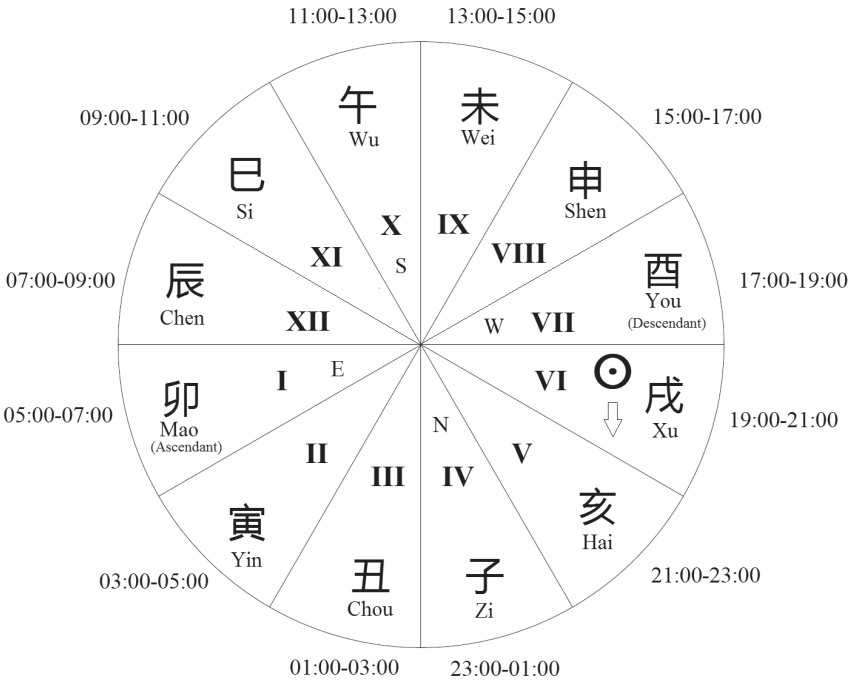 11:00-13:00
13:00-15:00
09:00-11:00
15:00-17:00
07:00-09:00
17:00-19:00
05:00-07:00
19:00-21:00
03:00-05:00
21:00-23:00
01:00-03:00
23:00-01:00
午
Wu
X
S
未
Wei
IX
巳
Si
XI
申
Shen
VIII
辰
Chen
XII
酉
You
(Descendant)
VII
W
卯
Mao
(Ascendant)
I
E
戌
Xu
VI
寅
Yin
II
亥
Hai
V
丑
Chou
III
子
Zi
IV
N